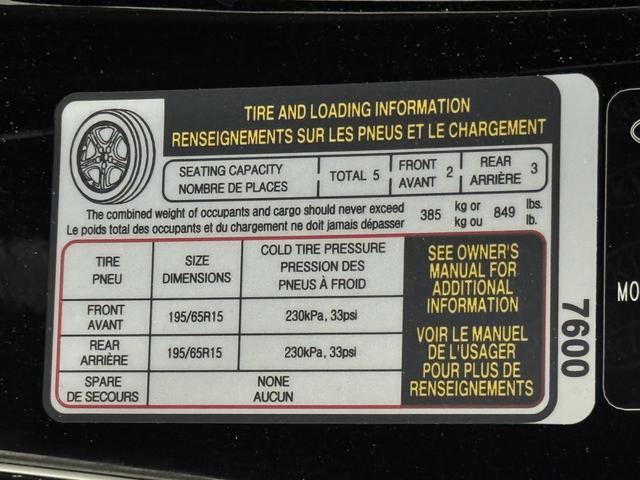 TIRE AND LOADING INFORMATION
RENSEIGNEMENTS SUR LES PNEUS ET LE CHARGEMENT
SEATING CAPACITY
NOMBRE DE PLACES
TOTAL 5
FRONT
AVANT 2
REAR
ARRIÈRE 3
The combined weight of occupants and cargo should never exceed 385 kg or 849 lbs.
Le poids total des occupants et du chargement ne doit jamais dépasser kg ou lb.
TIRE
PNEU
SIZE
DIMENSIONS
COLD TIRE PRESSURE
PRESSION DES
PNEUS À FROID
FRONT
AVANT
195/65R15
230kPa, 33psi
REAR
ARRIÈRE
195/65R15
230kPa, 33psi
SPARE
DE SECOURS
NONE
AUCUN
SEE OWNER'S
MANUAL FOR
ADDITIONAL
INFORMATION
VOIR LE MANUEL
DE L'USAGER
POUR PLUS DE
RENSEIGNEMENTS
7600
MO